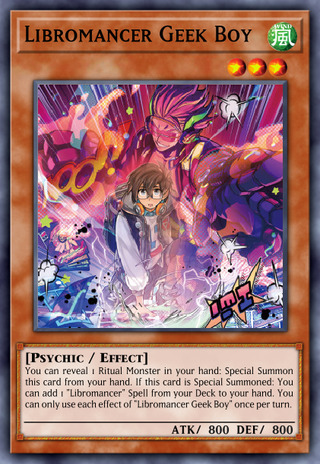 Libromancer Geek Boy
WIND
風
[Psychic / Effect]
You can reveal 1 Ritual Monster in your hand: Special Summon
this card from your hand. If this card is Special Summoned: You
can add 1 "Libromancer" Spell from your Deck to your hand. You
can only use each effect of "Libromancer Geek Boy" once per turn.
ATK/ 800 DEF/ 800